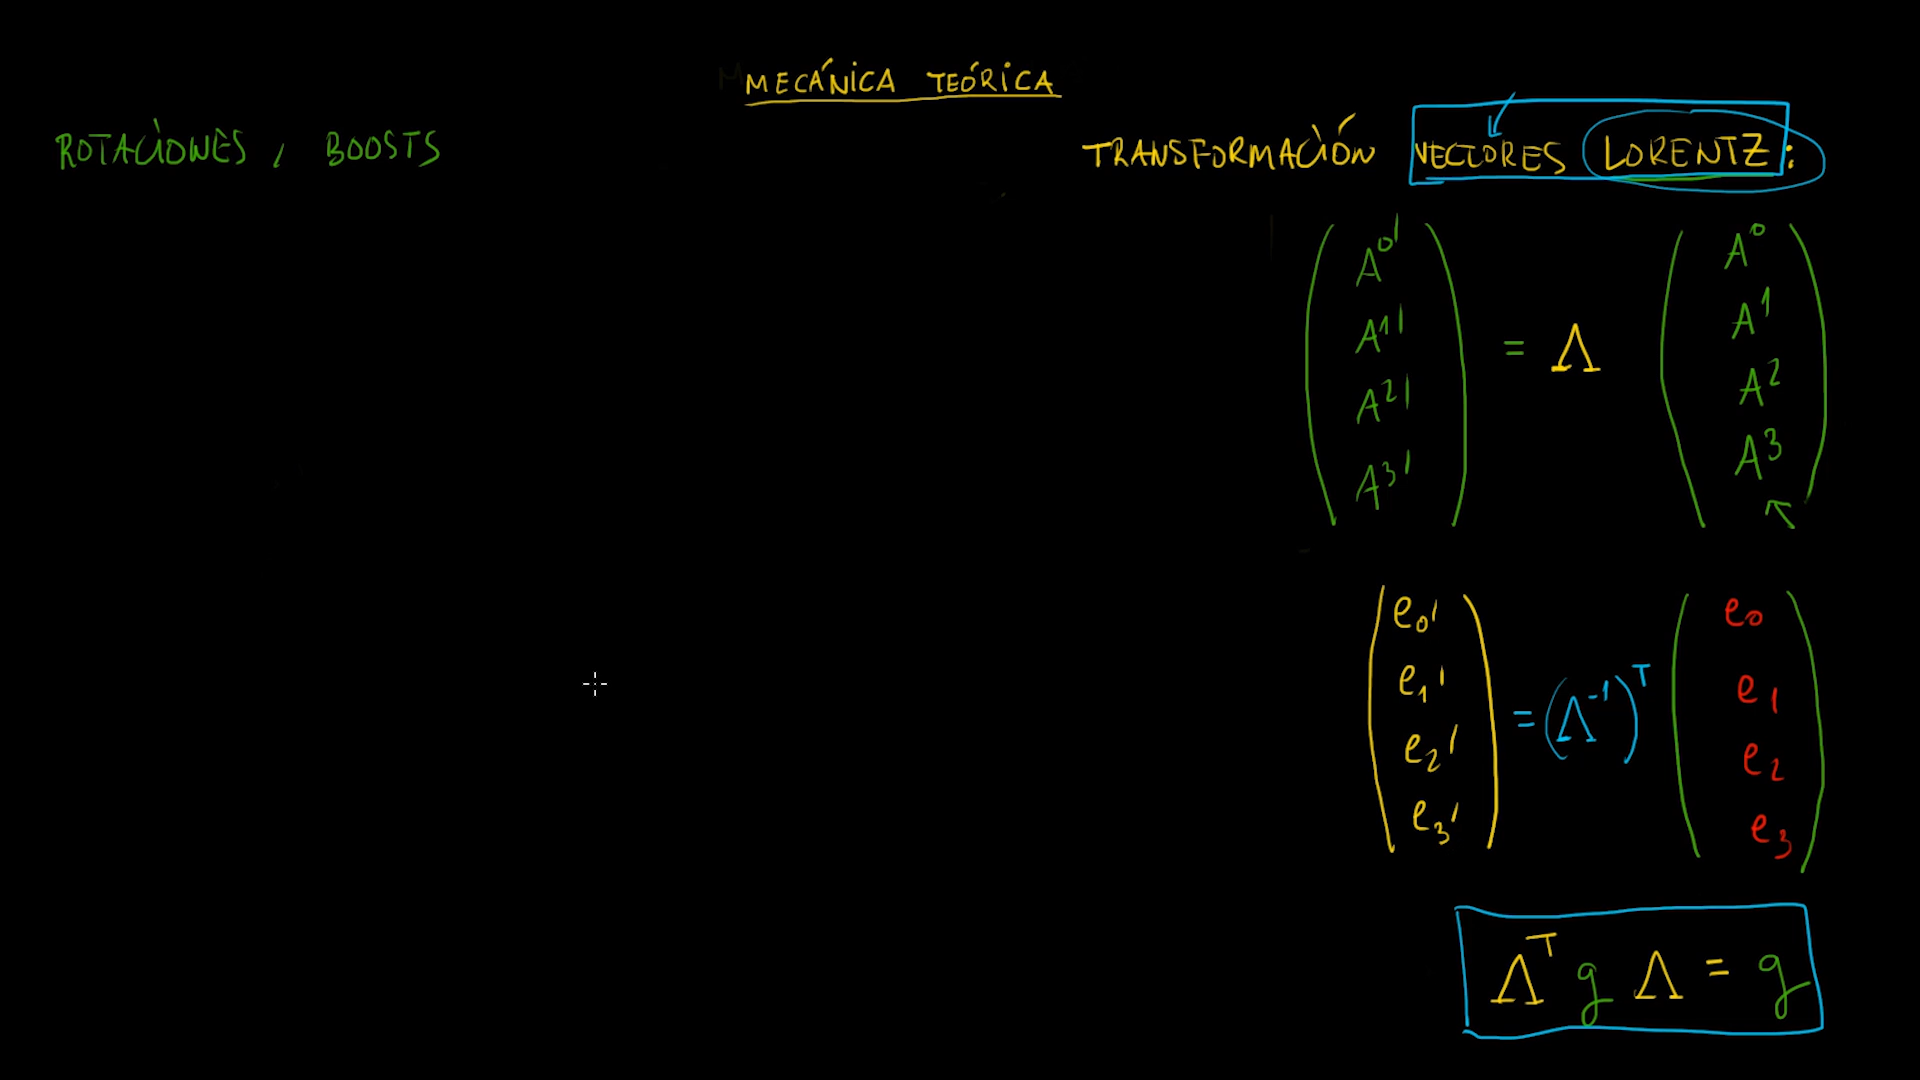 MECÁNICA TEÓRICA
ROTACIONES, BOOSTS
TRANSFORMACIÓN VECTORES LORENTZ:
A⁰' A⁰
A¹' A¹
= Λ
A²' A²
A³' A³
e₀' e₀
e₁' e₁
= (Λ⁻¹)ᵀ
e₂' e₂
e₃' e₃
Λᵀ g Λ = g